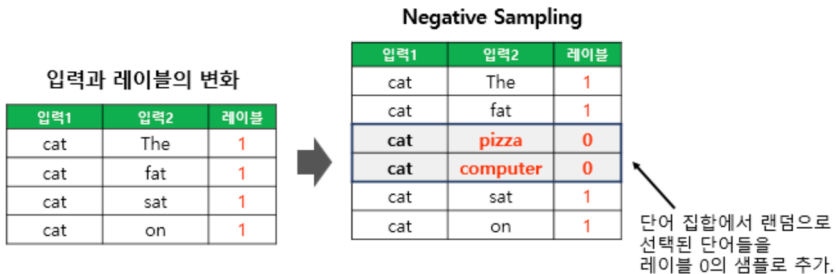 입력과 레이블의 변화
입력1 입력2 레이블
cat The 1
cat fat 1
cat sat 1
cat on 1
Negative Sampling
입력1 입력2 레이블
cat The 1
cat fat 1
cat pizza 0
cat computer 0
cat sat 1
cat on 1
단어 집합에서 랜덤으로
선택된 단어들을
레이블 0의 샘플로 추가.